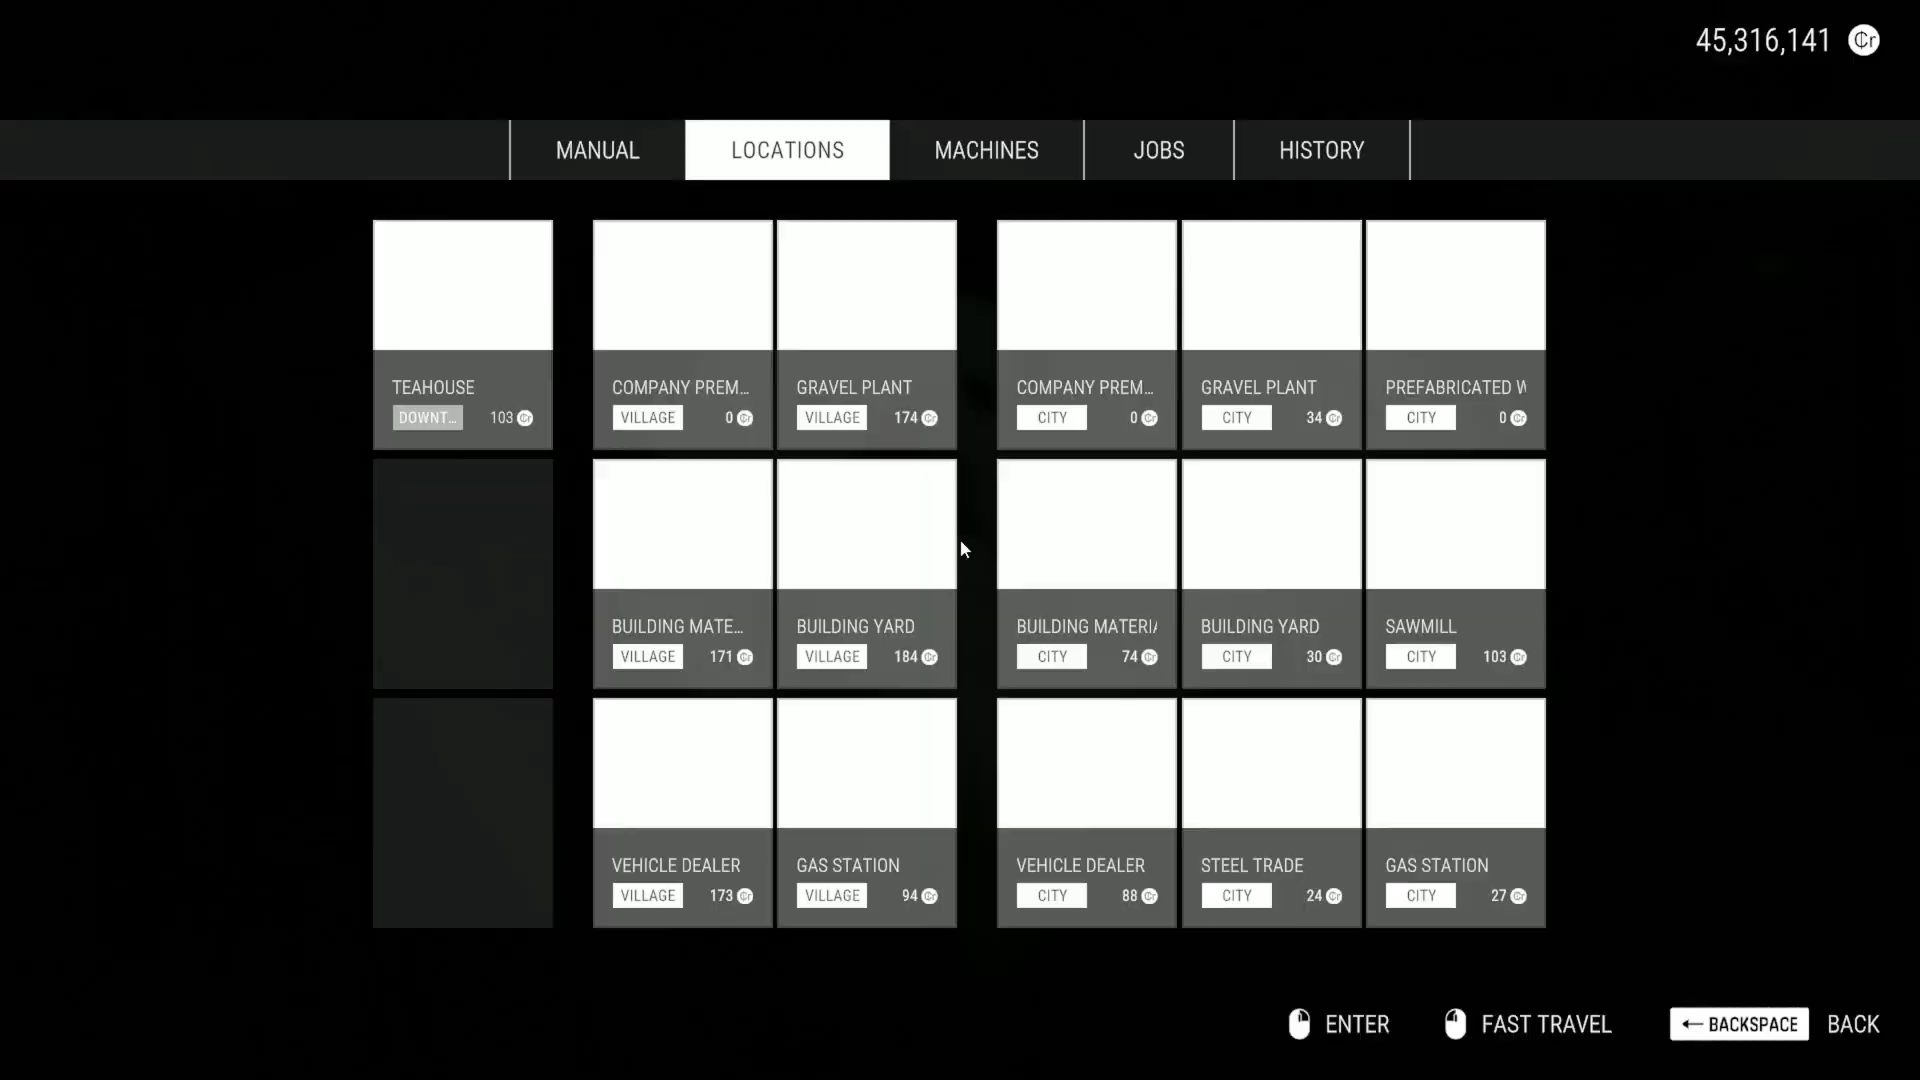 45,316,141 ₵r
MANUAL
LOCATIONS
MACHINES
JOBS
HISTORY
TEAHOUSE
DOWNT... 103 ₵r
COMPANY PREM...
VILLAGE 0 ₵r
GRAVEL PLANT
VILLAGE 174 ₵r
COMPANY PREM...
CITY 0 ₵r
GRAVEL PLANT
CITY 34 ₵r
PREFABRICATED W
CITY 0 ₵r
BUILDING MATE...
VILLAGE 171 ₵r
BUILDING YARD
VILLAGE 184 ₵r
BUILDING MATERIA
CITY 74 ₵r
BUILDING YARD
CITY 30 ₵r
SAWMILL
CITY 103 ₵r
VEHICLE DEALER
VILLAGE 173 ₵r
GAS STATION
VILLAGE 94 ₵r
VEHICLE DEALER
CITY 88 ₵r
STEEL TRADE
CITY 24 ₵r
GAS STATION
CITY 27 ₵r
ENTER
FAST TRAVEL
← BACKSPACE BACK